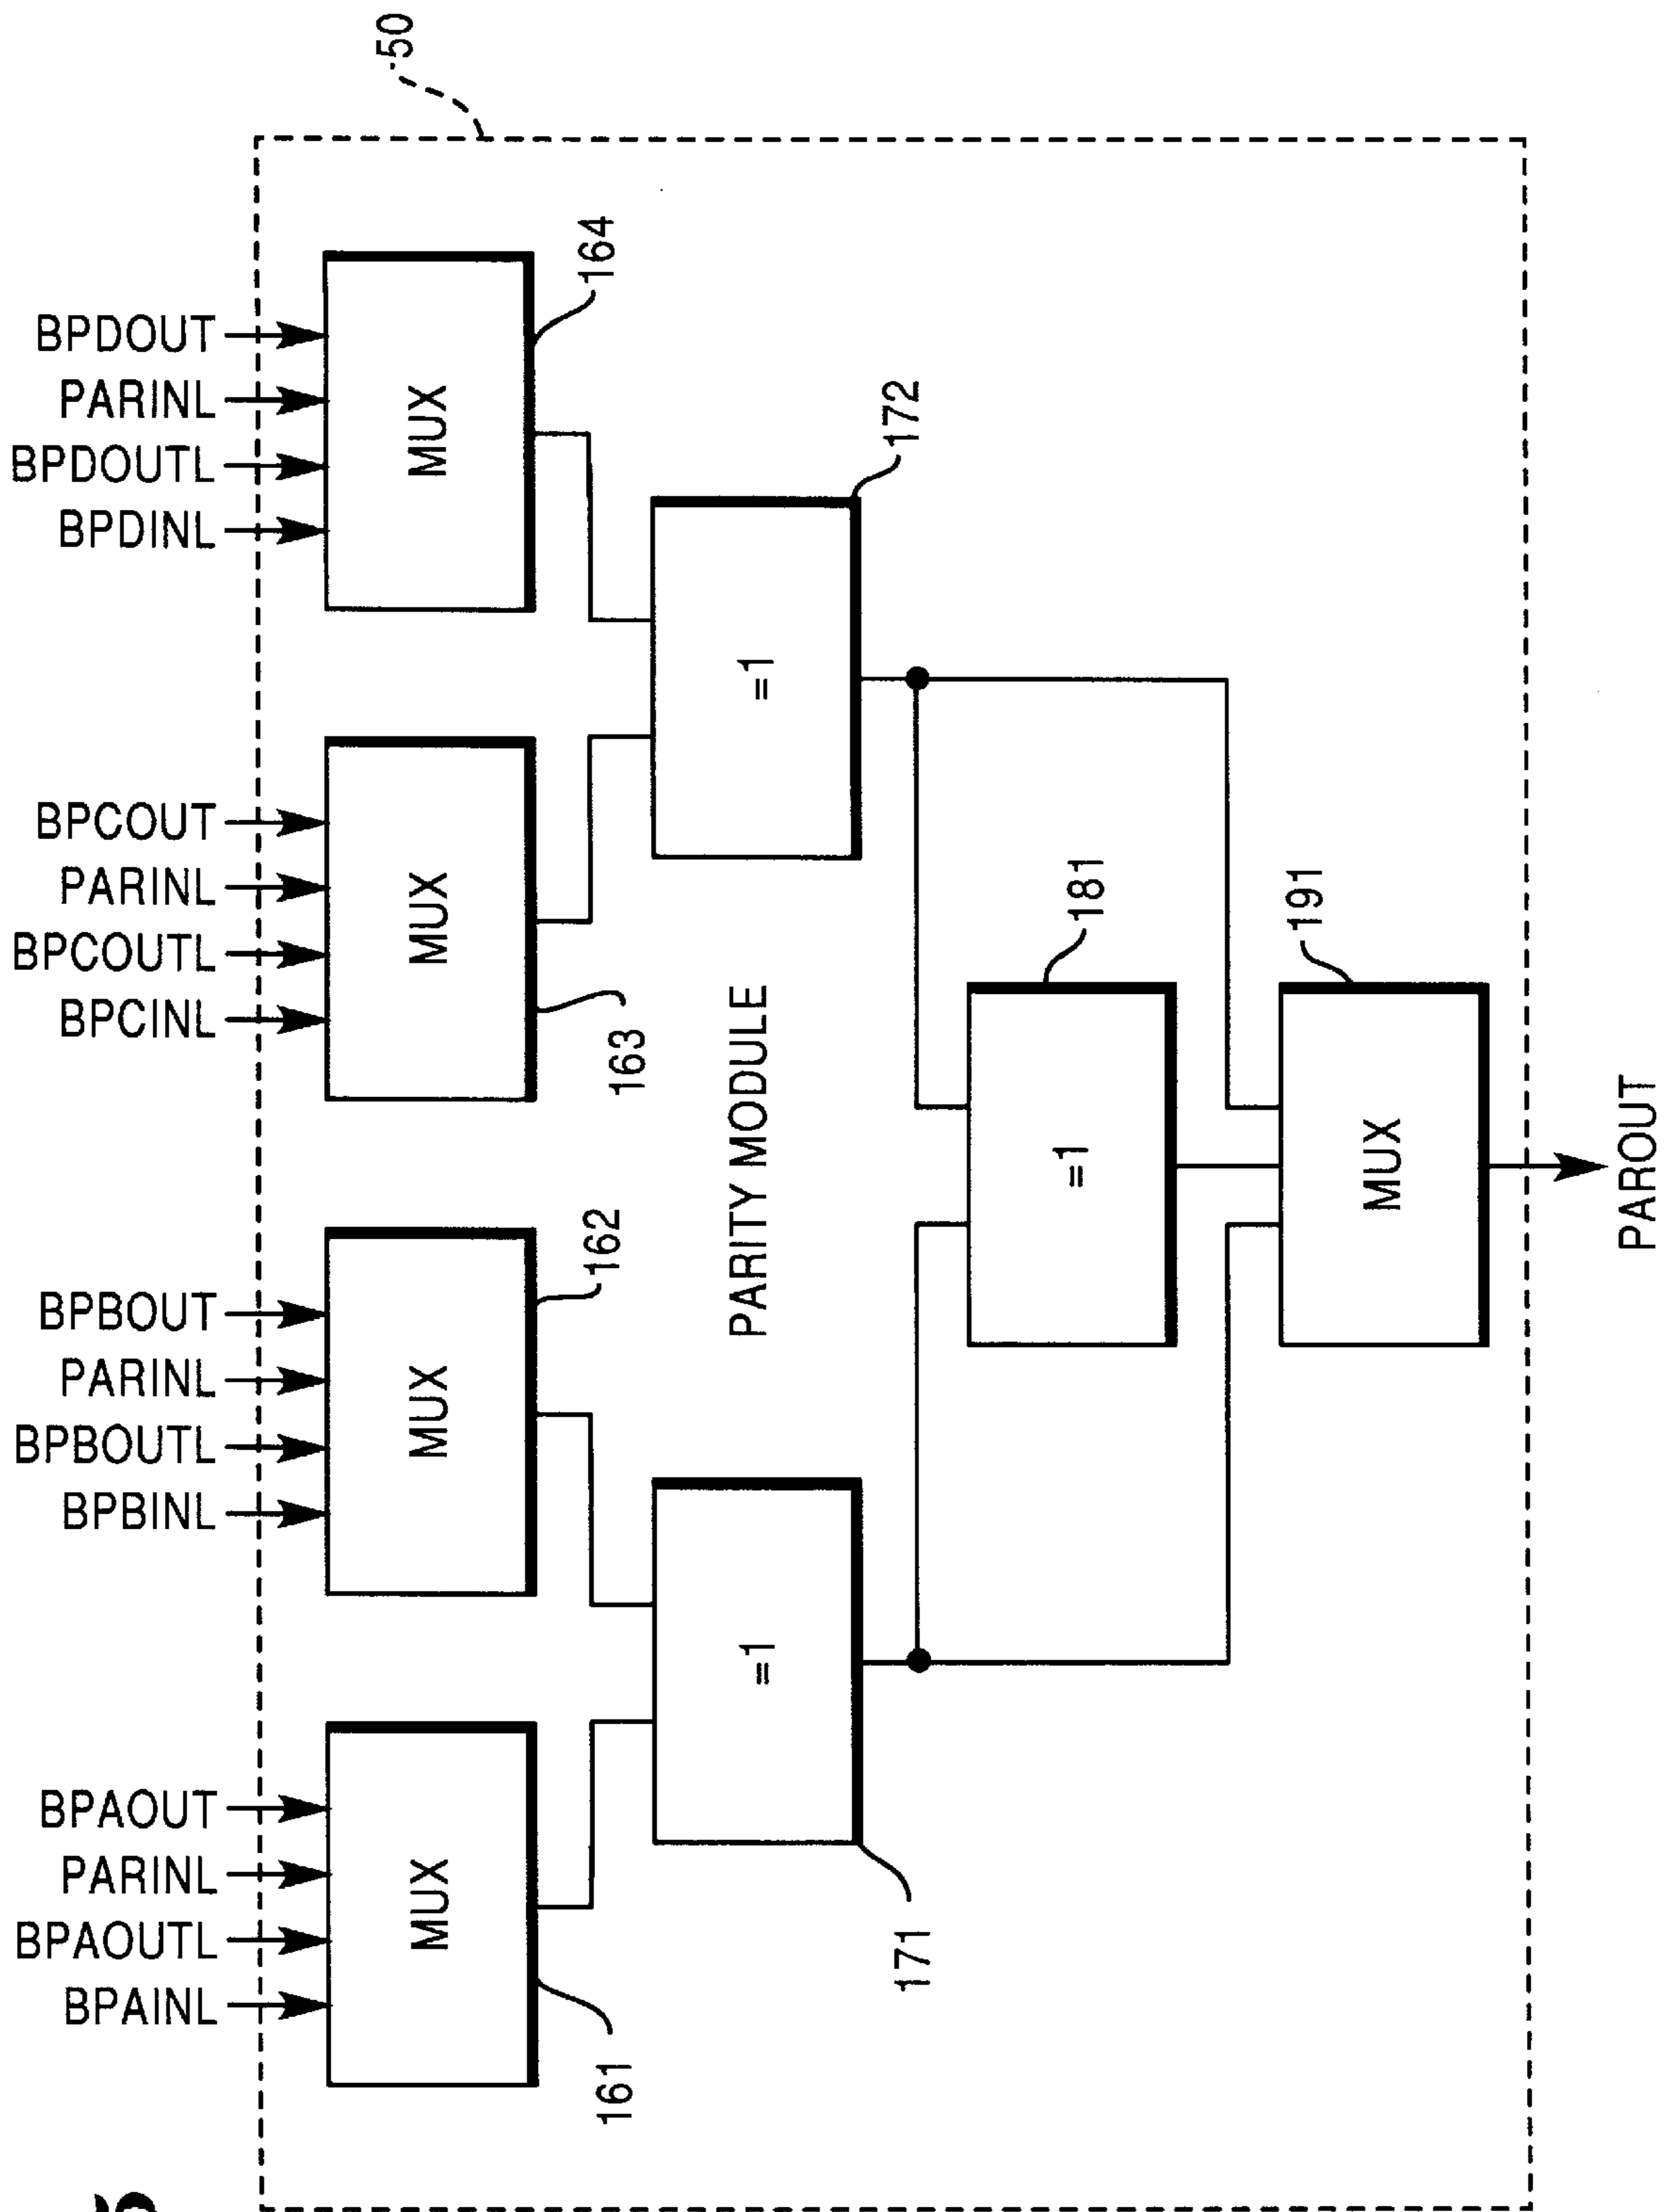 50
BPDOUT
PARINL
BPDOUTL
BPDINL
MUX
164
BPCOUT
PARINL
BPCOUTL
BPCINL
MUX
163
=1
172
BPBOUT
PARINL
BPBOUTL
BPBINL
MUX
162
PARITY MODULE
BPAOUT
PARINL
BPAOUTL
BPAINL
MUX
161
=1
171
=1
181
MUX
191
PAROUT